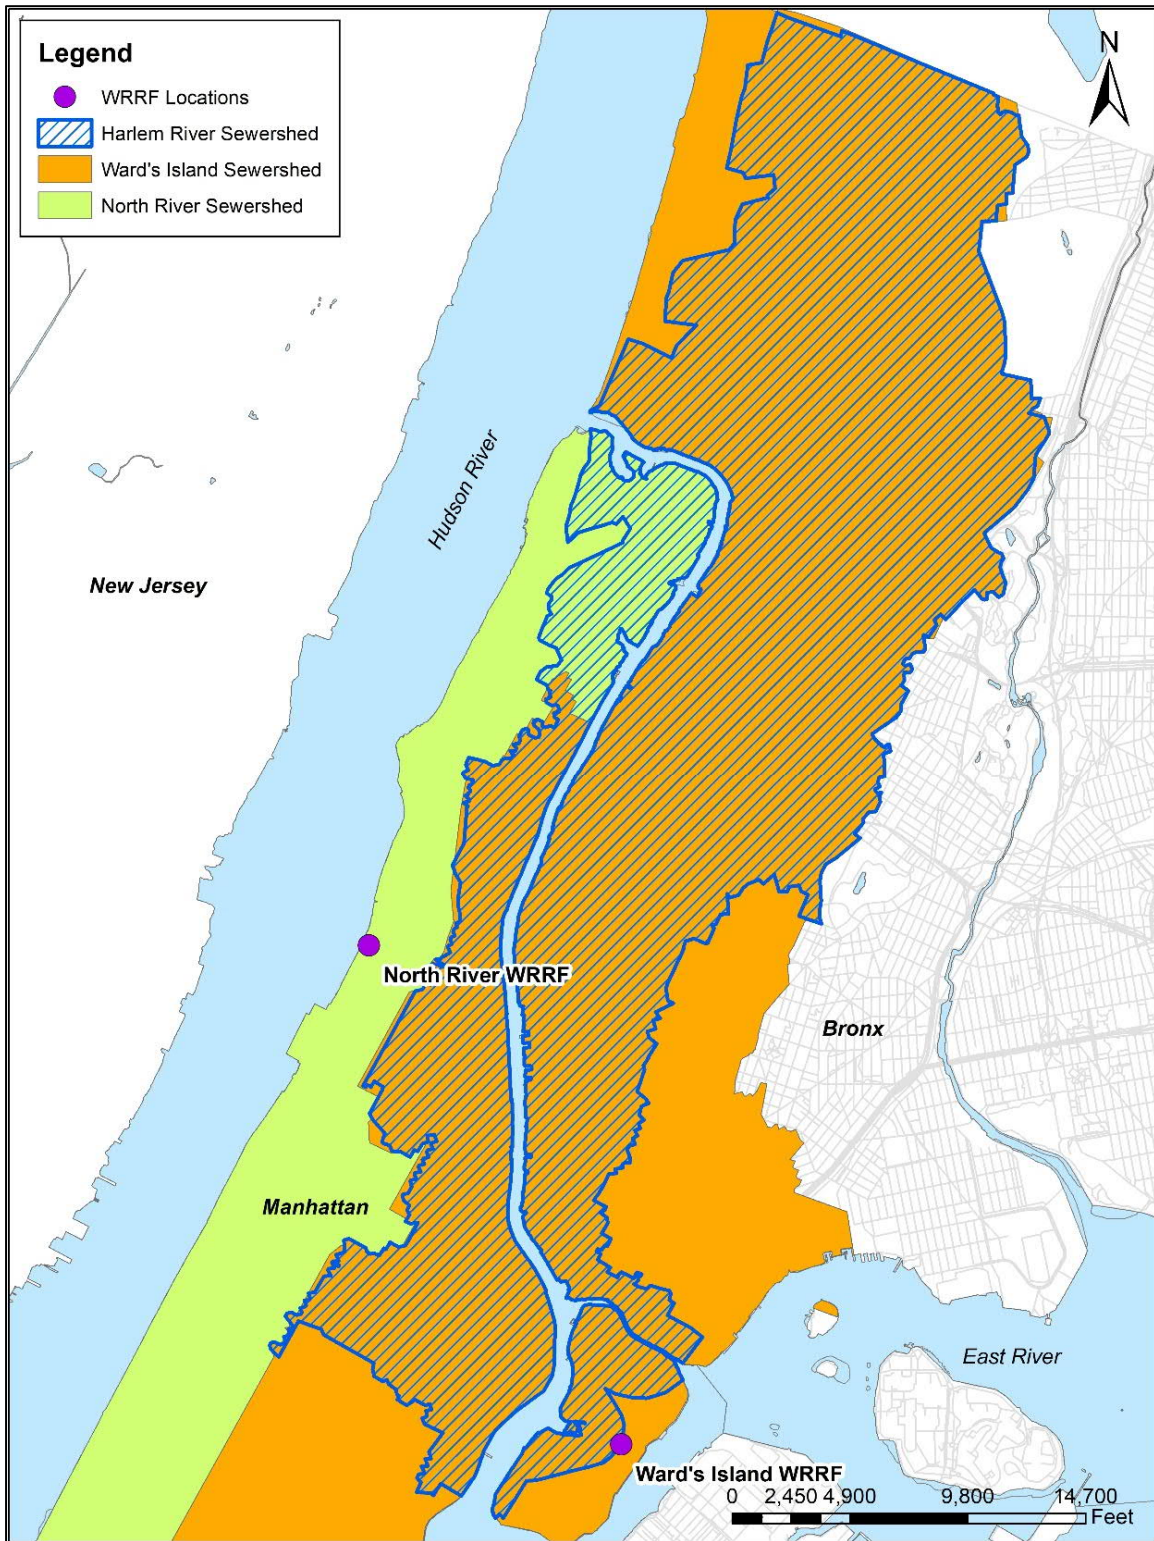 Legend
WRRF Locations
Harlem River Sewershed
Ward's Island Sewershed
North River Sewershed
N
Hudson River
New Jersey
North River WRRF
Bronx
Manhattan
East River
Ward's Island WRRF
0 2,450 4,900 9,800 14,700
Feet